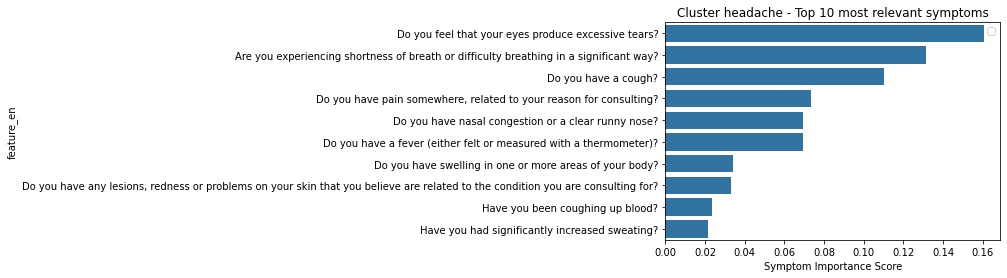 Cluster headache - Top 10 most relevant symptoms
Do you feel that your eyes produce excessive tears?
Are you experiencing shortness of breath or difficulty breathing in a significant way?
Do you have a cough?
Do you have pain somewhere, related to your reason for consulting?
Do you have nasal congestion or a clear runny nose?
Do you have a fever (either felt or measured with a thermometer)?
Do you have swelling in one or more areas of your body?
Do you have any lesions, redness or problems on your skin that you believe are related to the condition you are consulting for?
Have you been coughing up blood?
Have you had significantly increased sweating?
feature_en
0.00 0.02 0.04 0.06 0.08 0.10 0.12 0.14 0.16
Symptom Importance Score